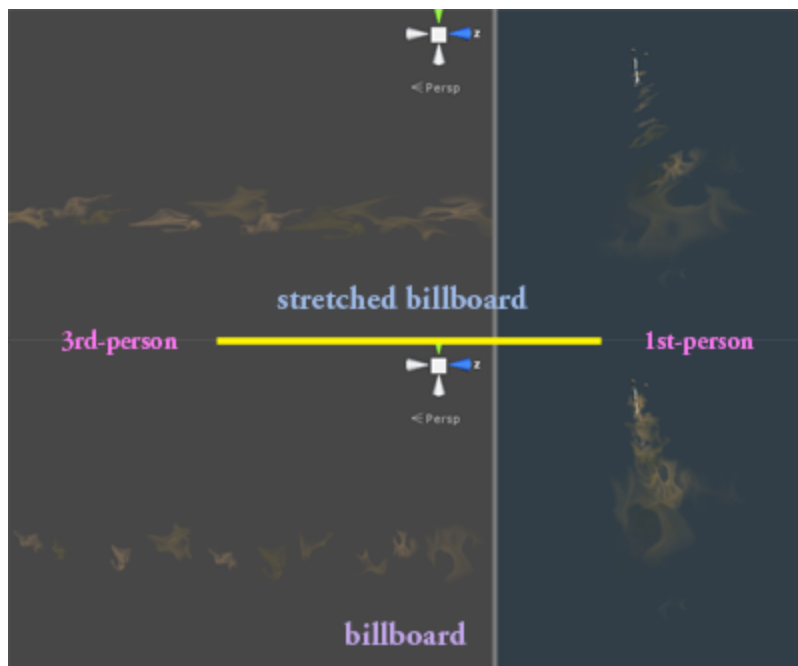 z
<Persp
stretched billboard
3rd-person
1st-person
z
<Persp
billboard